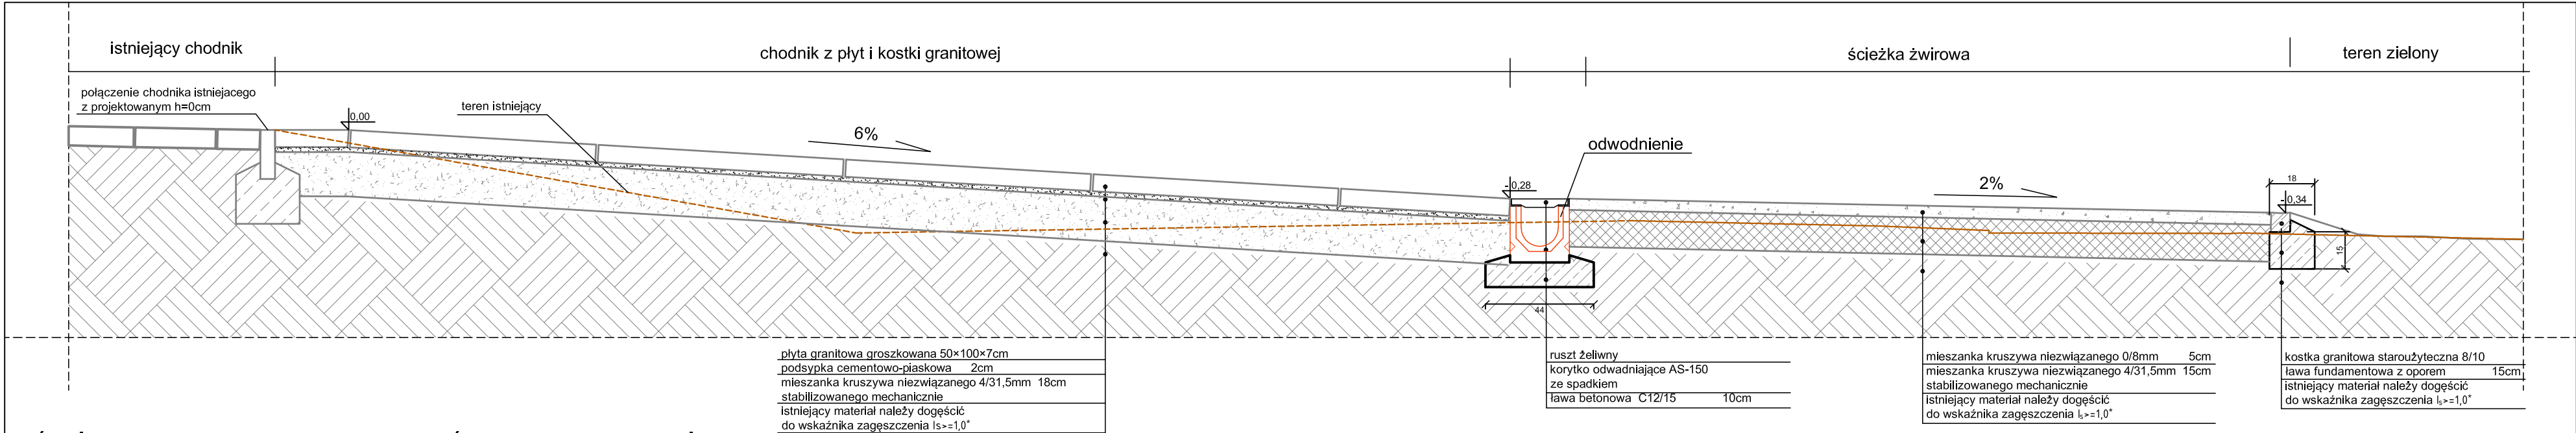 istniejący chodnik
chodnik z płyt i kostki granitowej
ścieżka żwirowa
teren zielony
połączenie chodnika istniejacego
z projektowanym h=0cm
teren istniejący
0,00
6%
odwodnienie
- 0,28
2%
18
- 0,34
15
44
płyta granitowa groszkowana 50×100×7cm
podsypka cementowo-piaskowa 2cm
mieszanka kruszywa niezwiązanego 4/31,5mm 18cm
stabilizowanego mechanicznie
istniejący materiał należy dogęścić
do wskaźnika zagęszczenia Is>=1,0*
ruszt żeliwny
korytko odwadniające AS-150
ze spadkiem
ława betonowa C12/15 10cm
mieszanka kruszywa niezwiązanego 0/8mm 5cm
mieszanka kruszywa niezwiązanego 4/31,5mm 15cm
stabilizowanego mechanicznie
istniejący materiał należy dogęścić
do wskaźnika zagęszczenia Is>=1,0*
kostka granitowa staroużyteczna 8/10
ława fundamentowa z oporem 15cm
istniejący materiał należy dogęścić
do wskaźnika zagęszczenia Is>=1,0*